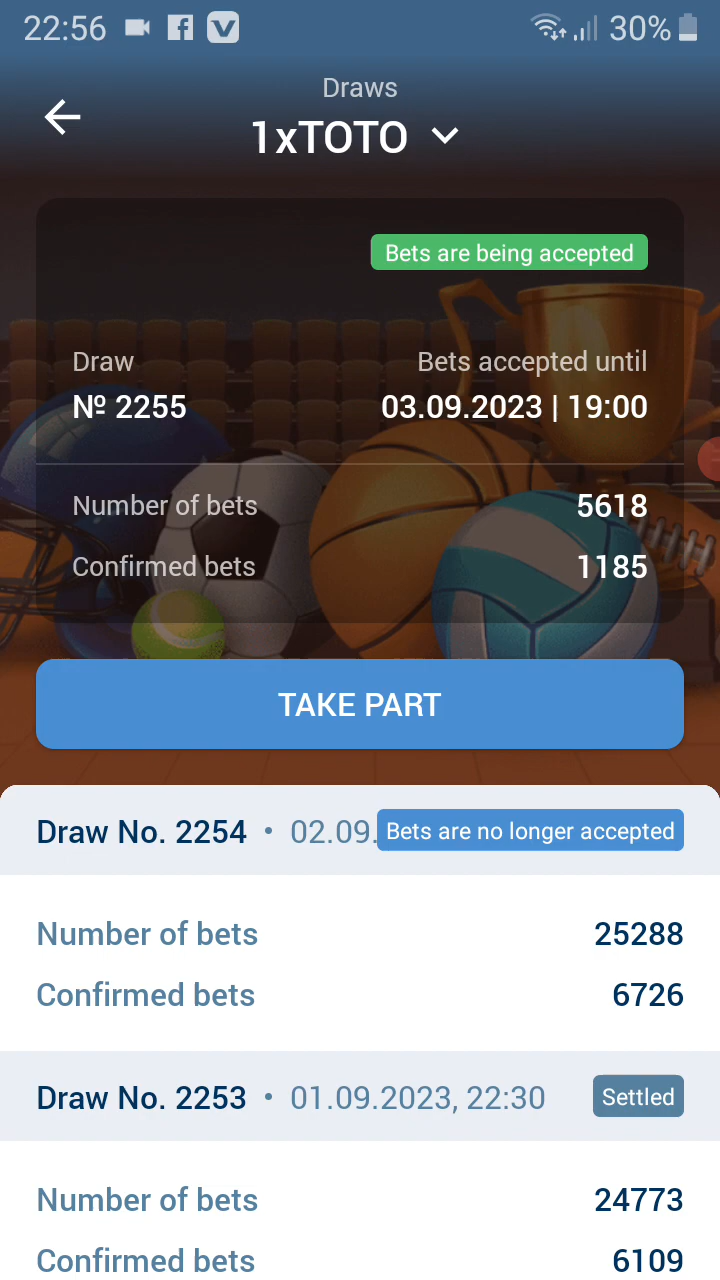 22:56 30%
Draws
1xTOTO
Bets are being accepted
Draw Bets accepted until
№ 2255 03.09.2023 | 19:00
Number of bets 5618
Confirmed bets 1185
TAKE PART
Draw No. 2254 • 02.09. Bets are no longer accepted
Number of bets 25288
Confirmed bets 6726
Draw No. 2253 • 01.09.2023, 22:30 Settled
Number of bets 24773
Confirmed bets 6109